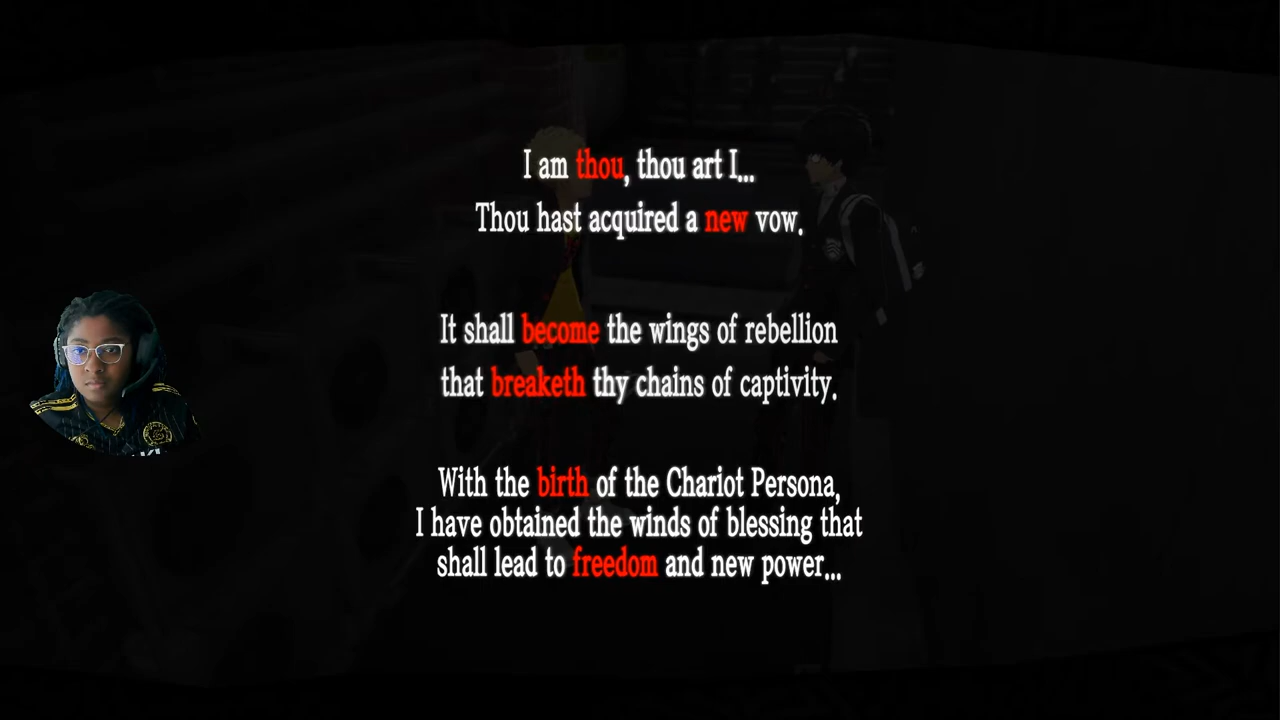 I am thou, thou art I...
Thou hast acquired a new vow.
It shall become the wings of rebellion
that breaketh thy chains of captivity.
With the birth of the Chariot Persona,
I have obtained the winds of blessing that
shall lead to freedom and new power...